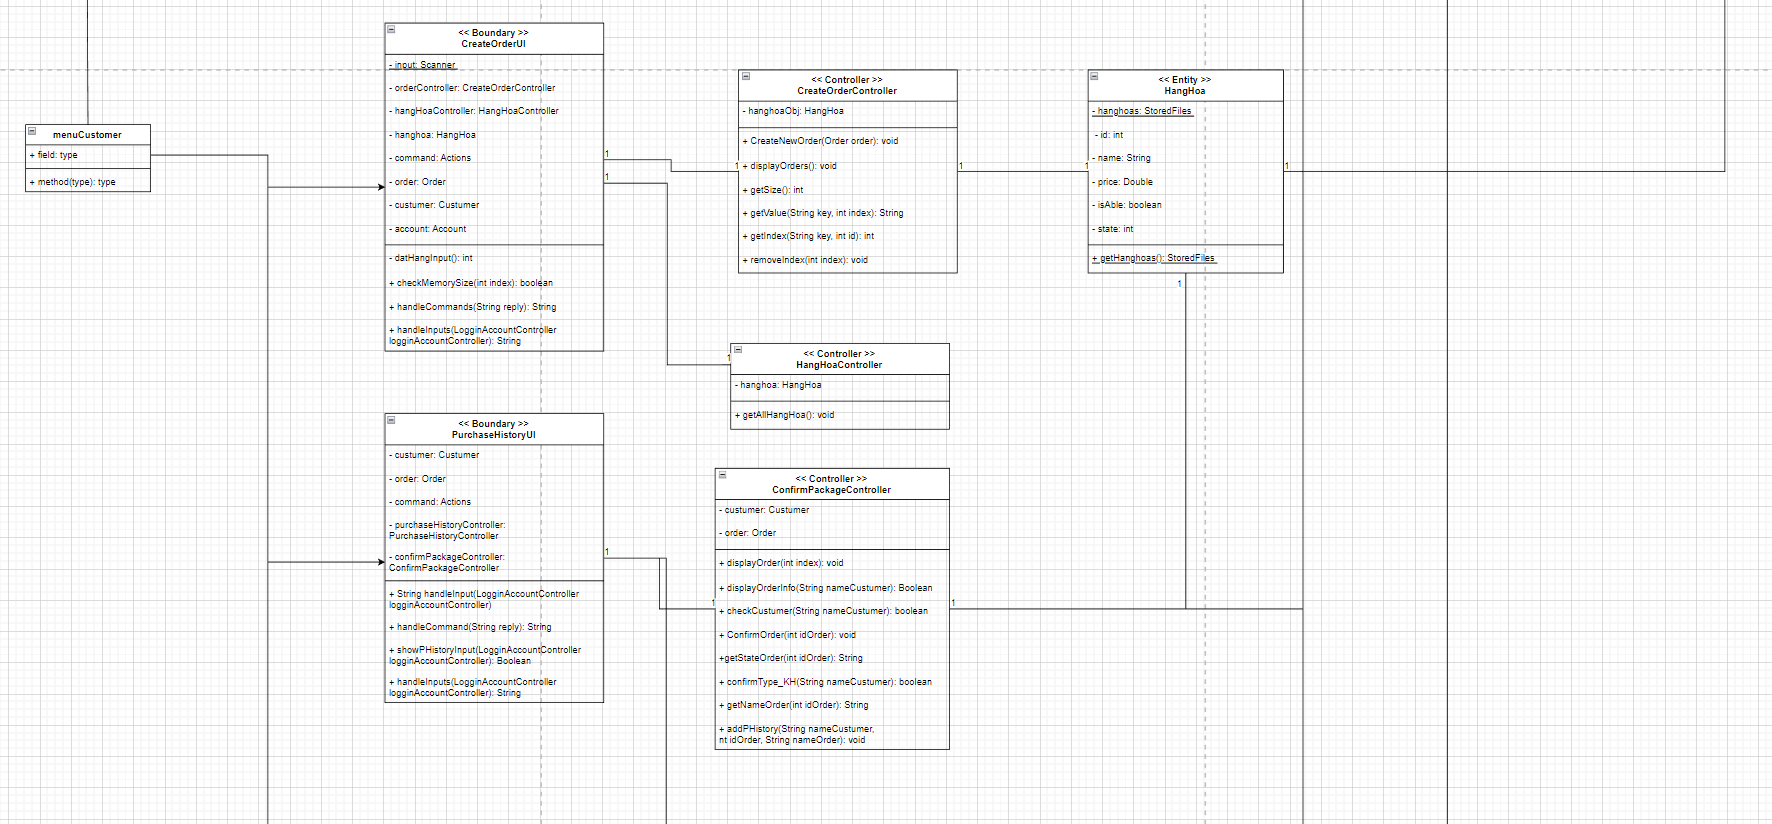 menuCustomer
+ field: type
+ method(type): type
<< Boundary >>
CreateOrderUI
- input: Scanner
- orderController: CreateOrderController
- hangHoaController: HangHoaController
- hanghoa: HangHoa
- command: Actions
- order: Order
- custumer: Custumer
- account: Account
- datHangInput(): int
+ checkMemorySize(int index): boolean
+ handleCommands(String reply): String
+ handleInputs(LogginAccountController
logginAccountController): String
1
1
<< Controller >>
CreateOrderController
- hanghoaObj: HangHoa
+ CreateNewOrder(Order order): void
+ displayOrders(): void
+ getSize(): int
+ getValue(String key, int index): String
+ getIndex(String key, int id): int
+ removeIndex(int index): void
1
1
<< Entity >>
HangHoa
- hanghoas: StoredFiles
- id: int
- name: String
- price: Double
- isAble: boolean
- state: int
+ getHanghoas(): StoredFiles
1
1
1
<< Controller >>
HangHoaController
- hanghoa: HangHoa
+ getAllHangHoa(): void
1
<< Boundary >>
PurchaseHistoryUI
- custumer: Custumer
- order: Order
- command: Actions
- purchaseHistoryController:
PurchaseHistoryController
- confirmPackageController:
ConfirmPackageController
+ String handleInput(LogginAccountController
logginAccountController)
+ handleCommand(String reply): String
+ showPHistoryInput(LogginAccountController
logginAccountController): Boolean
+ handleInputs(LogginAccountController
logginAccountController): String
1
<< Controller >>
ConfirmPackageController
- custumer: Custumer
- order: Order
+ displayOrder(int index): void
+ displayOrderInfo(String nameCustumer): Boolean
+ checkCustumer(String nameCustumer): boolean
+ ConfirmOrder(int idOrder): void
+getStateOrder(int idOrder): String
+ confirmType_KH(String nameCustumer): boolean
+ getNameOrder(int idOrder): String
+ addPHistory(String nameCustumer,
nt idOrder, String nameOrder): void
1
1